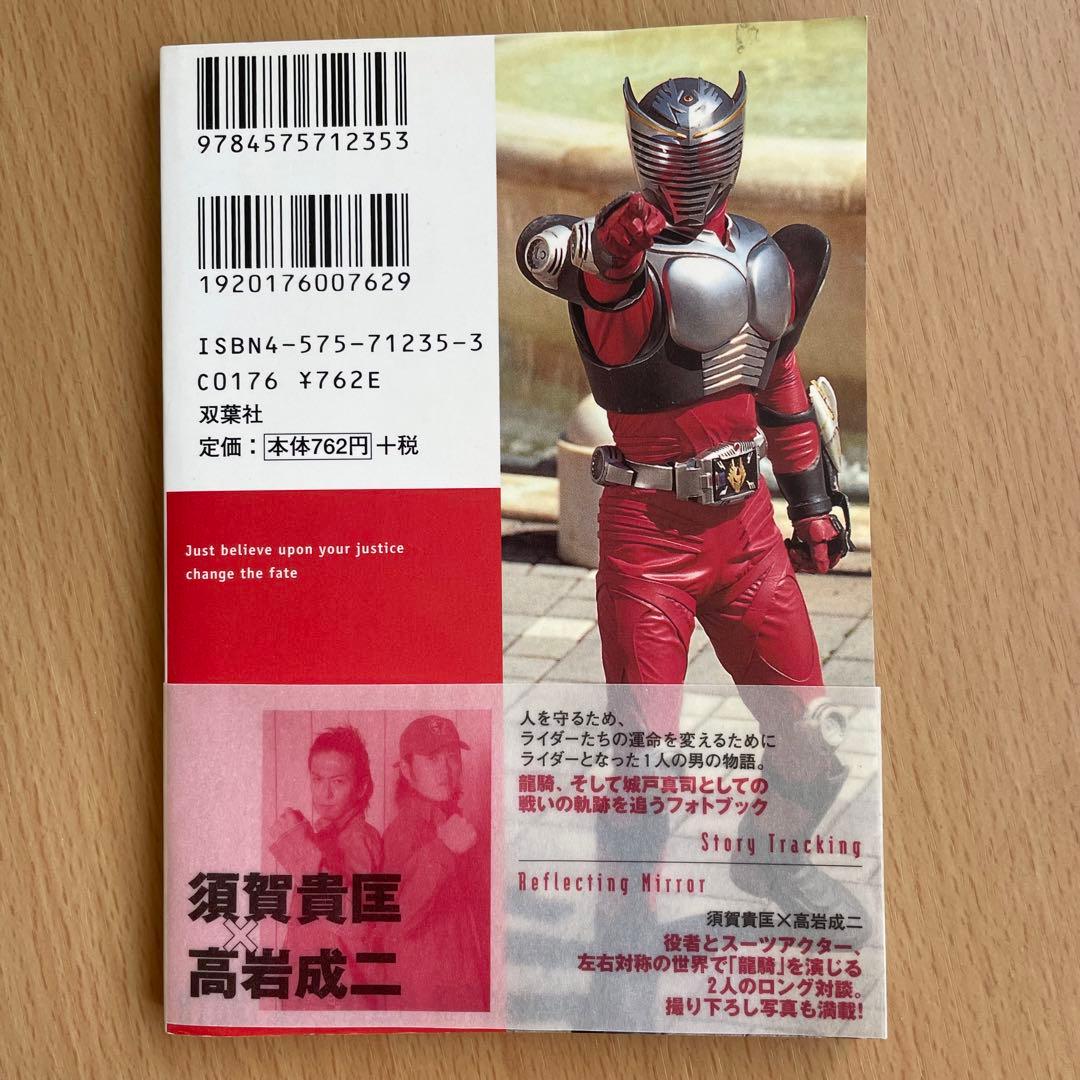 9784575712353
1920176007629
ISBN4-575-71235-3
C0176 ¥762E
双葉社
定価：本体762円+税
Just believe upon your justice
change the fate
人を守るため、
ライダーたちの運命を変えるために
ライダーとなった1人の男の物語。
龍騎、そして城戸真司としての
戦いの軌跡を追うフォトブック
Story Tracking
Reflecting Mirror
須賀貴匡×高岩成二
役者とスーツアクター、
左右対称の世界で「龍騎」を演じる
2人のロング対談。
撮り下ろし写真も満載!
須賀貴匡
×
高岩成二